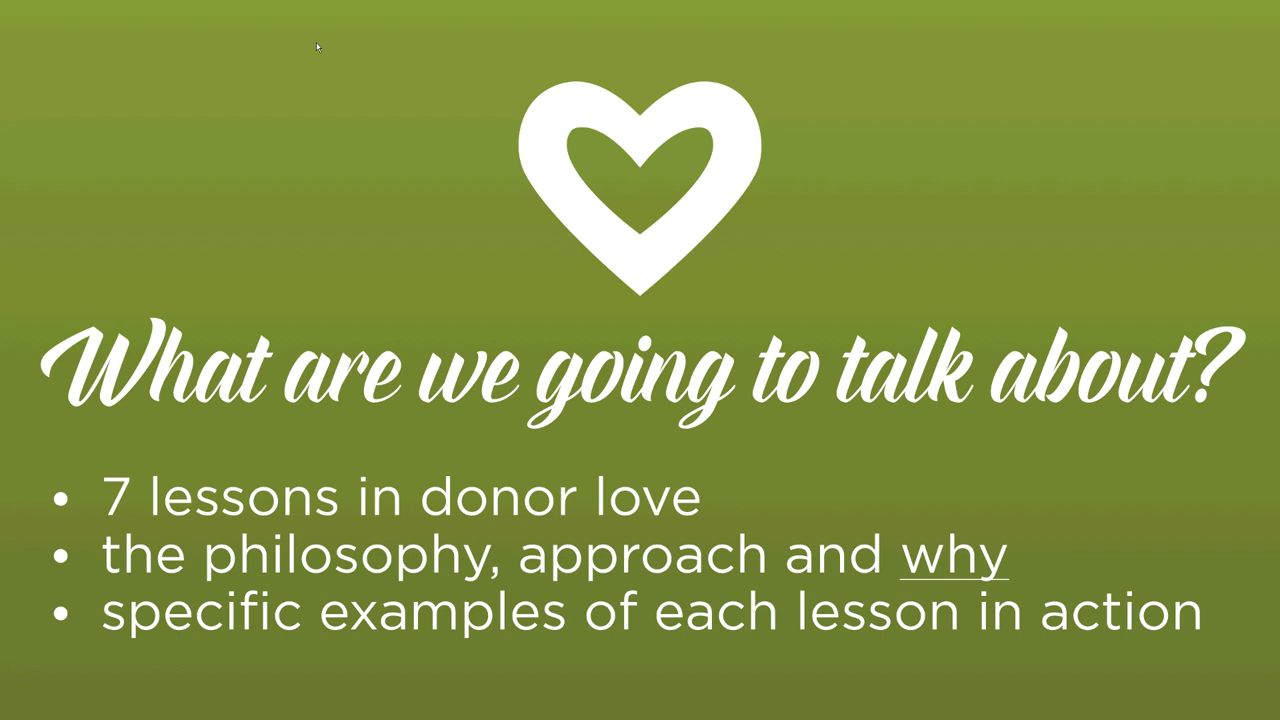 What are we going to talk about?
• 7 lessons in donor love
• the philosophy, approach and why
• specific examples of each lesson in action